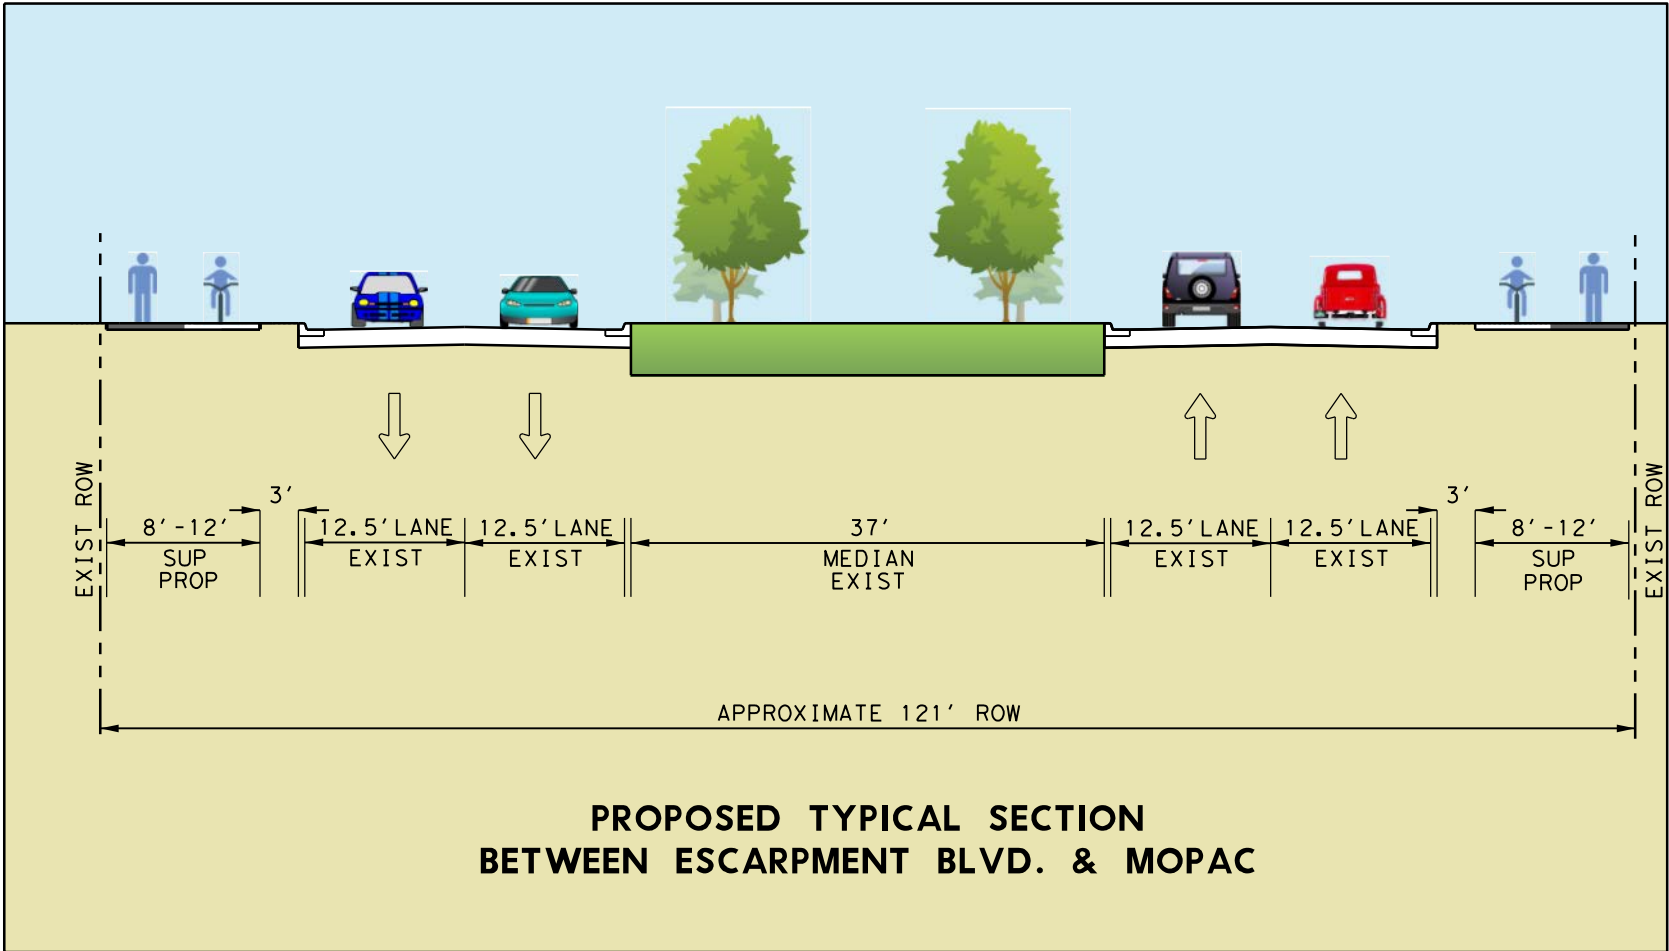 EXIST ROW
8'-12'
SUP
PROP
3'
12.5' LANE
EXIST
12.5' LANE
EXIST
37'
MEDIAN
EXIST
12.5' LANE
EXIST
12.5' LANE
EXIST
3'
8'-12'
SUP
PROP
EXIST ROW
APPROXIMATE 121' ROW
PROPOSED TYPICAL SECTION
BETWEEN ESCARPMENT BLVD. & MOPAC